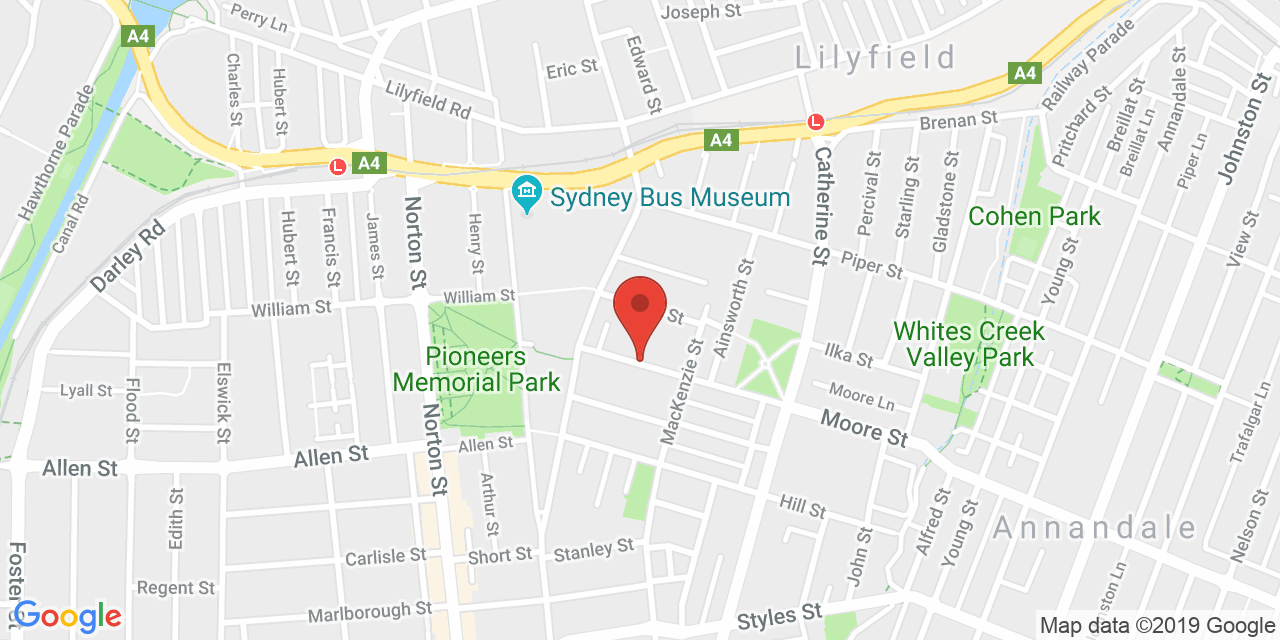 Joseph St
Perry Ln
Lilyfield
A4
Edward St
Eric St
Charles St
Hubert St
Lilyfield Rd
A4
Railway Parade
Annandale St
Johnston St
Hawthorne Parade
Pritchard St
Breillat St
Breillat Ln
Piper Ln
Brenan St
A4
A4
L
L
Canal Rd
Darley Rd
Hubert St
Francis St
James St
Norton St
Henry St
Sydney Bus Museum
Catherine St
Percival St
Starling St
Gladstone St
Cohen Park
View St
Piper St
Young St
William St
William St
St
Ainsworth St
MacKenzie St
Whites Creek
Valley Park
Ilka St
Pioneers
Memorial Park
Lyall St
Flood St
Elswick St
Norton St
Moore Ln
Moore St
Trafalgar Ln
Allen St
Allen St
Allen St
Arthur St
Edith St
Hill St
Alfred St
Young St
Annandale
Nelson St
John St
Carlisle St
Short St
Stanley St
Foster St
Regent St
Marlborough St
Styles St
nston Ln
Google
Map data ©2019 Google